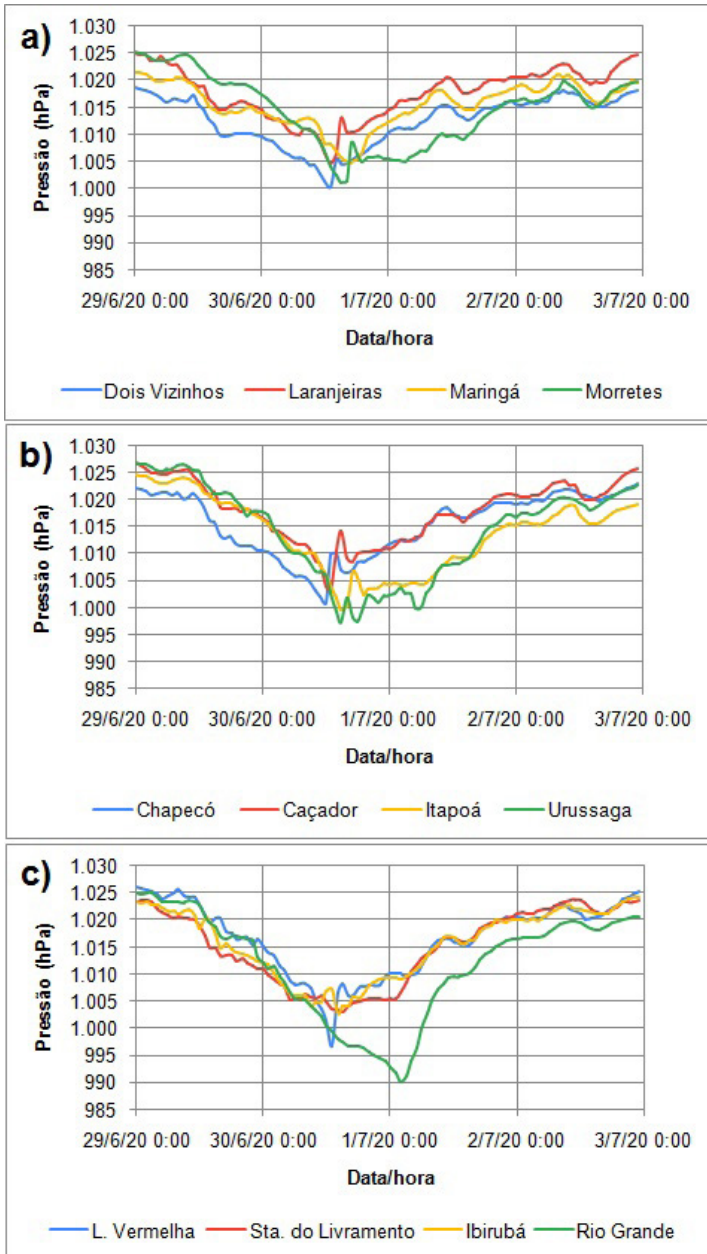 a)
Pressão (hPa)
1.030
1.025
1.020
1.015
1.010
1.005
1.000
995
990
985
29/6/20 0:00 30/6/20 0:00 1/7/20 0:00 2/7/20 0:00 3/7/20 0:00
Data/hora
Dois Vizinhos Laranjeiras Maringá Morretes
b)
Pressão (hPa)
1.030
1.025
1.020
1.015
1.010
1.005
1.000
995
990
985
29/6/20 0:00 30/6/20 0:00 1/7/20 0:00 2/7/20 0:00 3/7/20 0:00
Data/hora
Chapecó Caçador Itapoá Urussaga
c)
Pressão (hPa)
1.030
1.025
1.020
1.015
1.010
1.005
1.000
995
990
985
29/6/20 0:00 30/6/20 0:00 1/7/20 0:00 2/7/20 0:00 3/7/20 0:00
Data/hora
L. Vermelha Sta. do Livramento Ibirubá Rio Grande